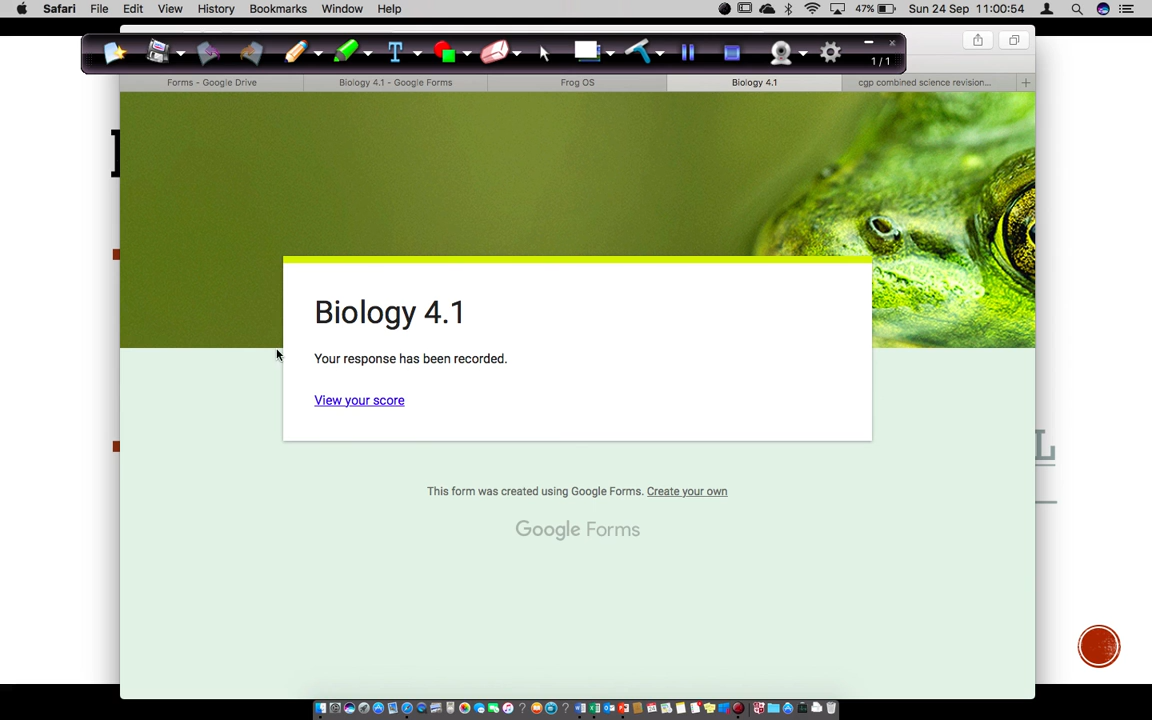 Safari File Edit View History Bookmarks Window Help 47% Sun 24 Sep 11:00:54
T 1/1
Forms - Google Drive Biology 4.1 - Google Forms Frog OS Biology 4.1 cgp combined science revision...
Biology 4.1
Your response has been recorded.
View your score
L
This form was created using Google Forms. Create your own
Google Forms